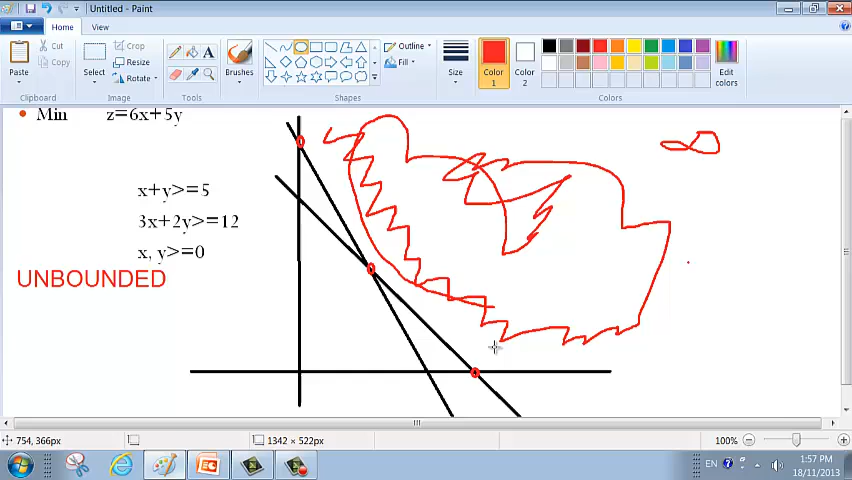 Untitled - Paint
Home View
Cut
Copy
Paste
Crop
Resize
Rotate
Select
Brushes
Outline
Fill
Size
Color 1
Color 2
Edit colors
Clipboard Image Tools Shapes Colors
• Min z=6x+5y
x+y>=5
3x+2y>=12
x, y>=0
UNBOUNDED
∞
754, 366px 1342 × 522px 100%
EN 1:57 PM
18/11/2013